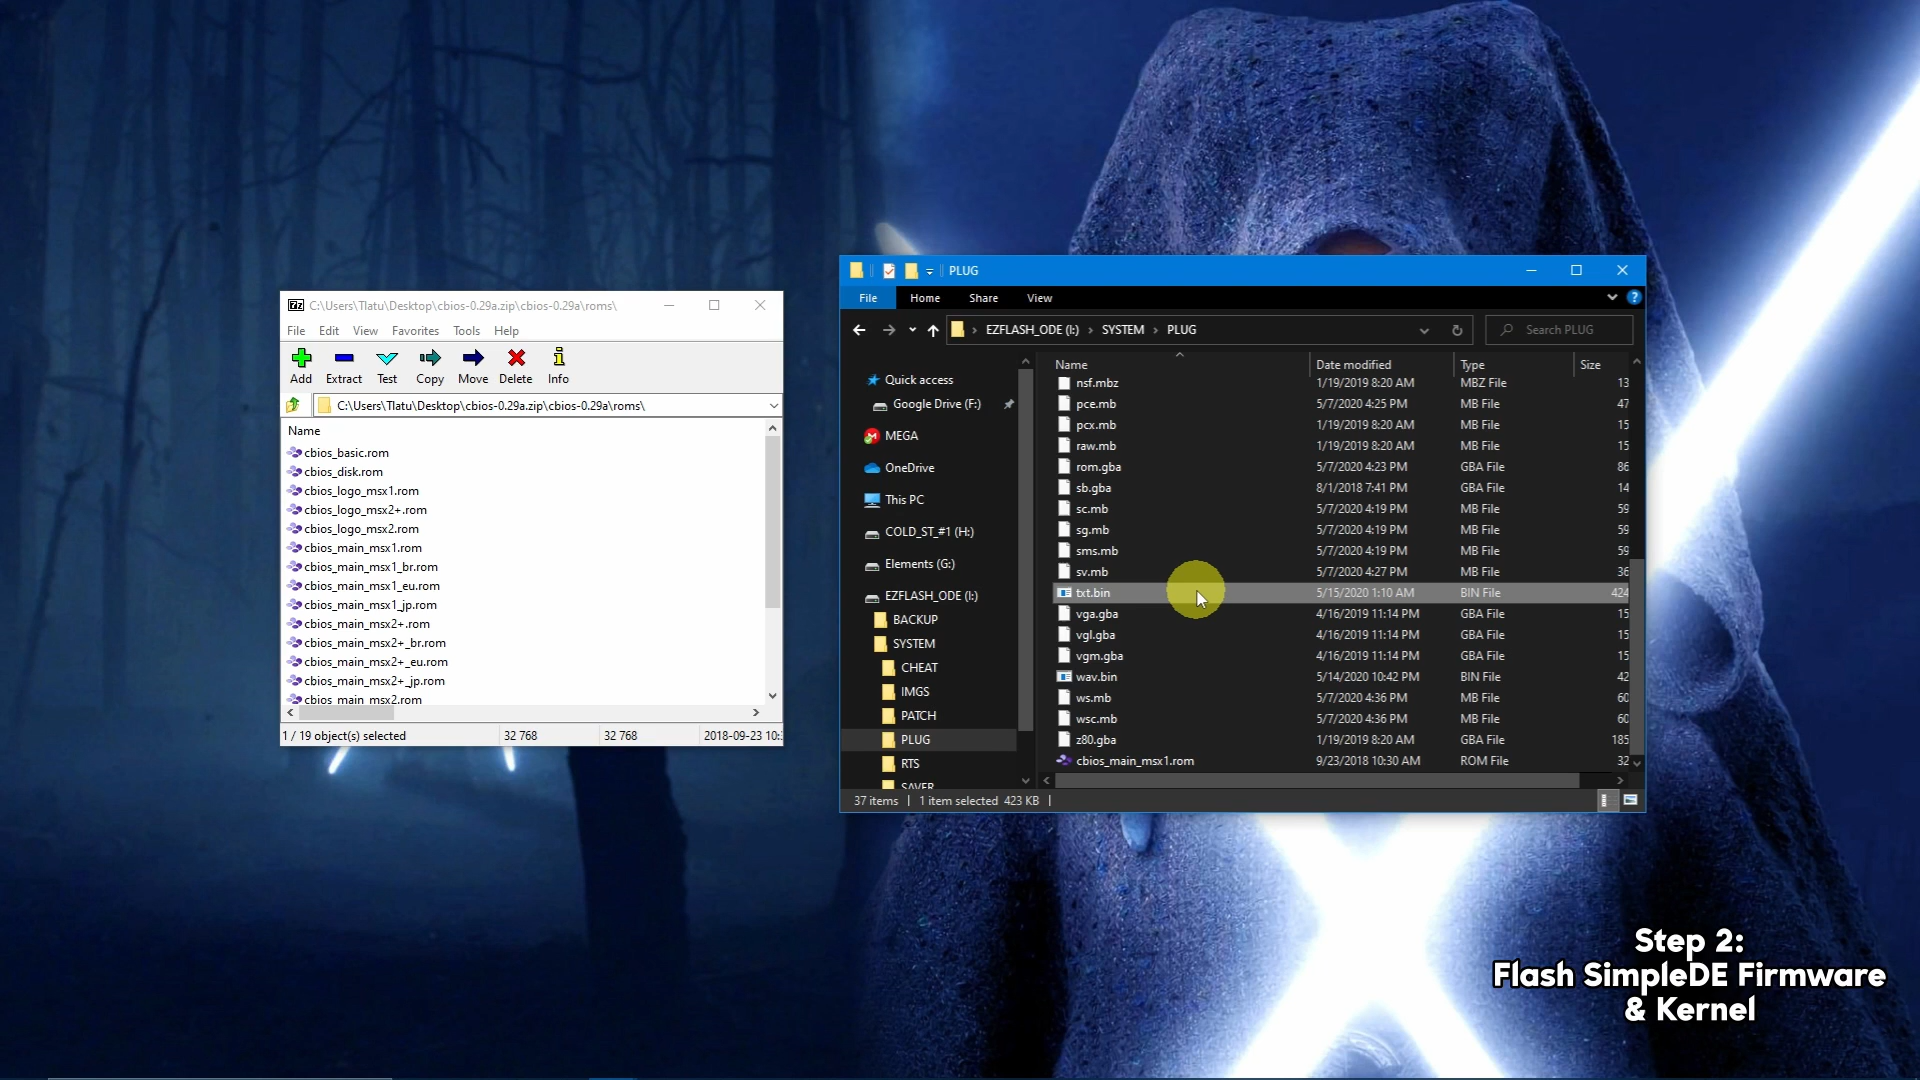 C:\Users\Tlatu\Desktop\cbios-0.29a.zip\cbios-0.29a\roms\
File Edit View Favorites Tools Help
Add Extract Test Copy Move Delete Info
C:\Users\Tlatu\Desktop\cbios-0.29a.zip\cbios-0.29a\roms\
Name
cbios_basic.rom
cbios_disk.rom
cbios_logo_msx1.rom
cbios_logo_msx2+.rom
cbios_logo_msx2.rom
cbios_main_msx1.rom
cbios_main_msx1_br.rom
cbios_main_msx1_eu.rom
cbios_main_msx1_jp.rom
cbios_main_msx2+.rom
cbios_main_msx2+_br.rom
cbios_main_msx2+_eu.rom
cbios_main_msx2+_jp.rom
cbios_main_msx2.rom
1 / 19 object(s) selected 32 768 32 768 2018-09-23 10:
PLUG
File Home Share View
EZFLASH_ODE (I:) › SYSTEM › PLUG
Search PLUG
Quick access
Google Drive (F:)
MEGA
OneDrive
This PC
COLD_ST_#1 (H:)
Elements (G:)
EZFLASH_ODE (I:)
BACKUP
SYSTEM
CHEAT
IMGS
PATCH
PLUG
RTS
SAVER
Name Date modified Type Size
nsf.mbz 1/19/2019 8:20 AM MBZ File 13
pce.mb 5/7/2020 4:25 PM MB File 47
pcx.mb 1/19/2019 8:20 AM MB File 15
raw.mb 1/19/2019 8:20 AM MB File 15
rom.gba 5/7/2020 4:23 PM GBA File 86
sb.gba 8/1/2018 7:41 PM GBA File 14
sc.mb 5/7/2020 4:19 PM MB File 59
sg.mb 5/7/2020 4:19 PM MB File 59
sms.mb 5/7/2020 4:19 PM MB File 59
sv.mb 5/7/2020 4:27 PM MB File 36
txt.bin 5/15/2020 1:10 AM BIN File 424
vga.gba 4/16/2019 11:14 PM GBA File 15
vgl.gba 4/16/2019 11:14 PM GBA File 15
vgm.gba 4/16/2019 11:14 PM GBA File 15
wav.bin 5/14/2020 10:42 PM BIN File 42
ws.mb 5/7/2020 4:36 PM MB File 60
wsc.mb 5/7/2020 4:36 PM MB File 60
z80.gba 1/19/2019 8:20 AM GBA File 185
cbios_main_msx1.rom 9/23/2018 10:30 AM ROM File 32
37 items 1 item selected 423 KB
Step 2:
Flash SimpleDE Firmware
& Kernel